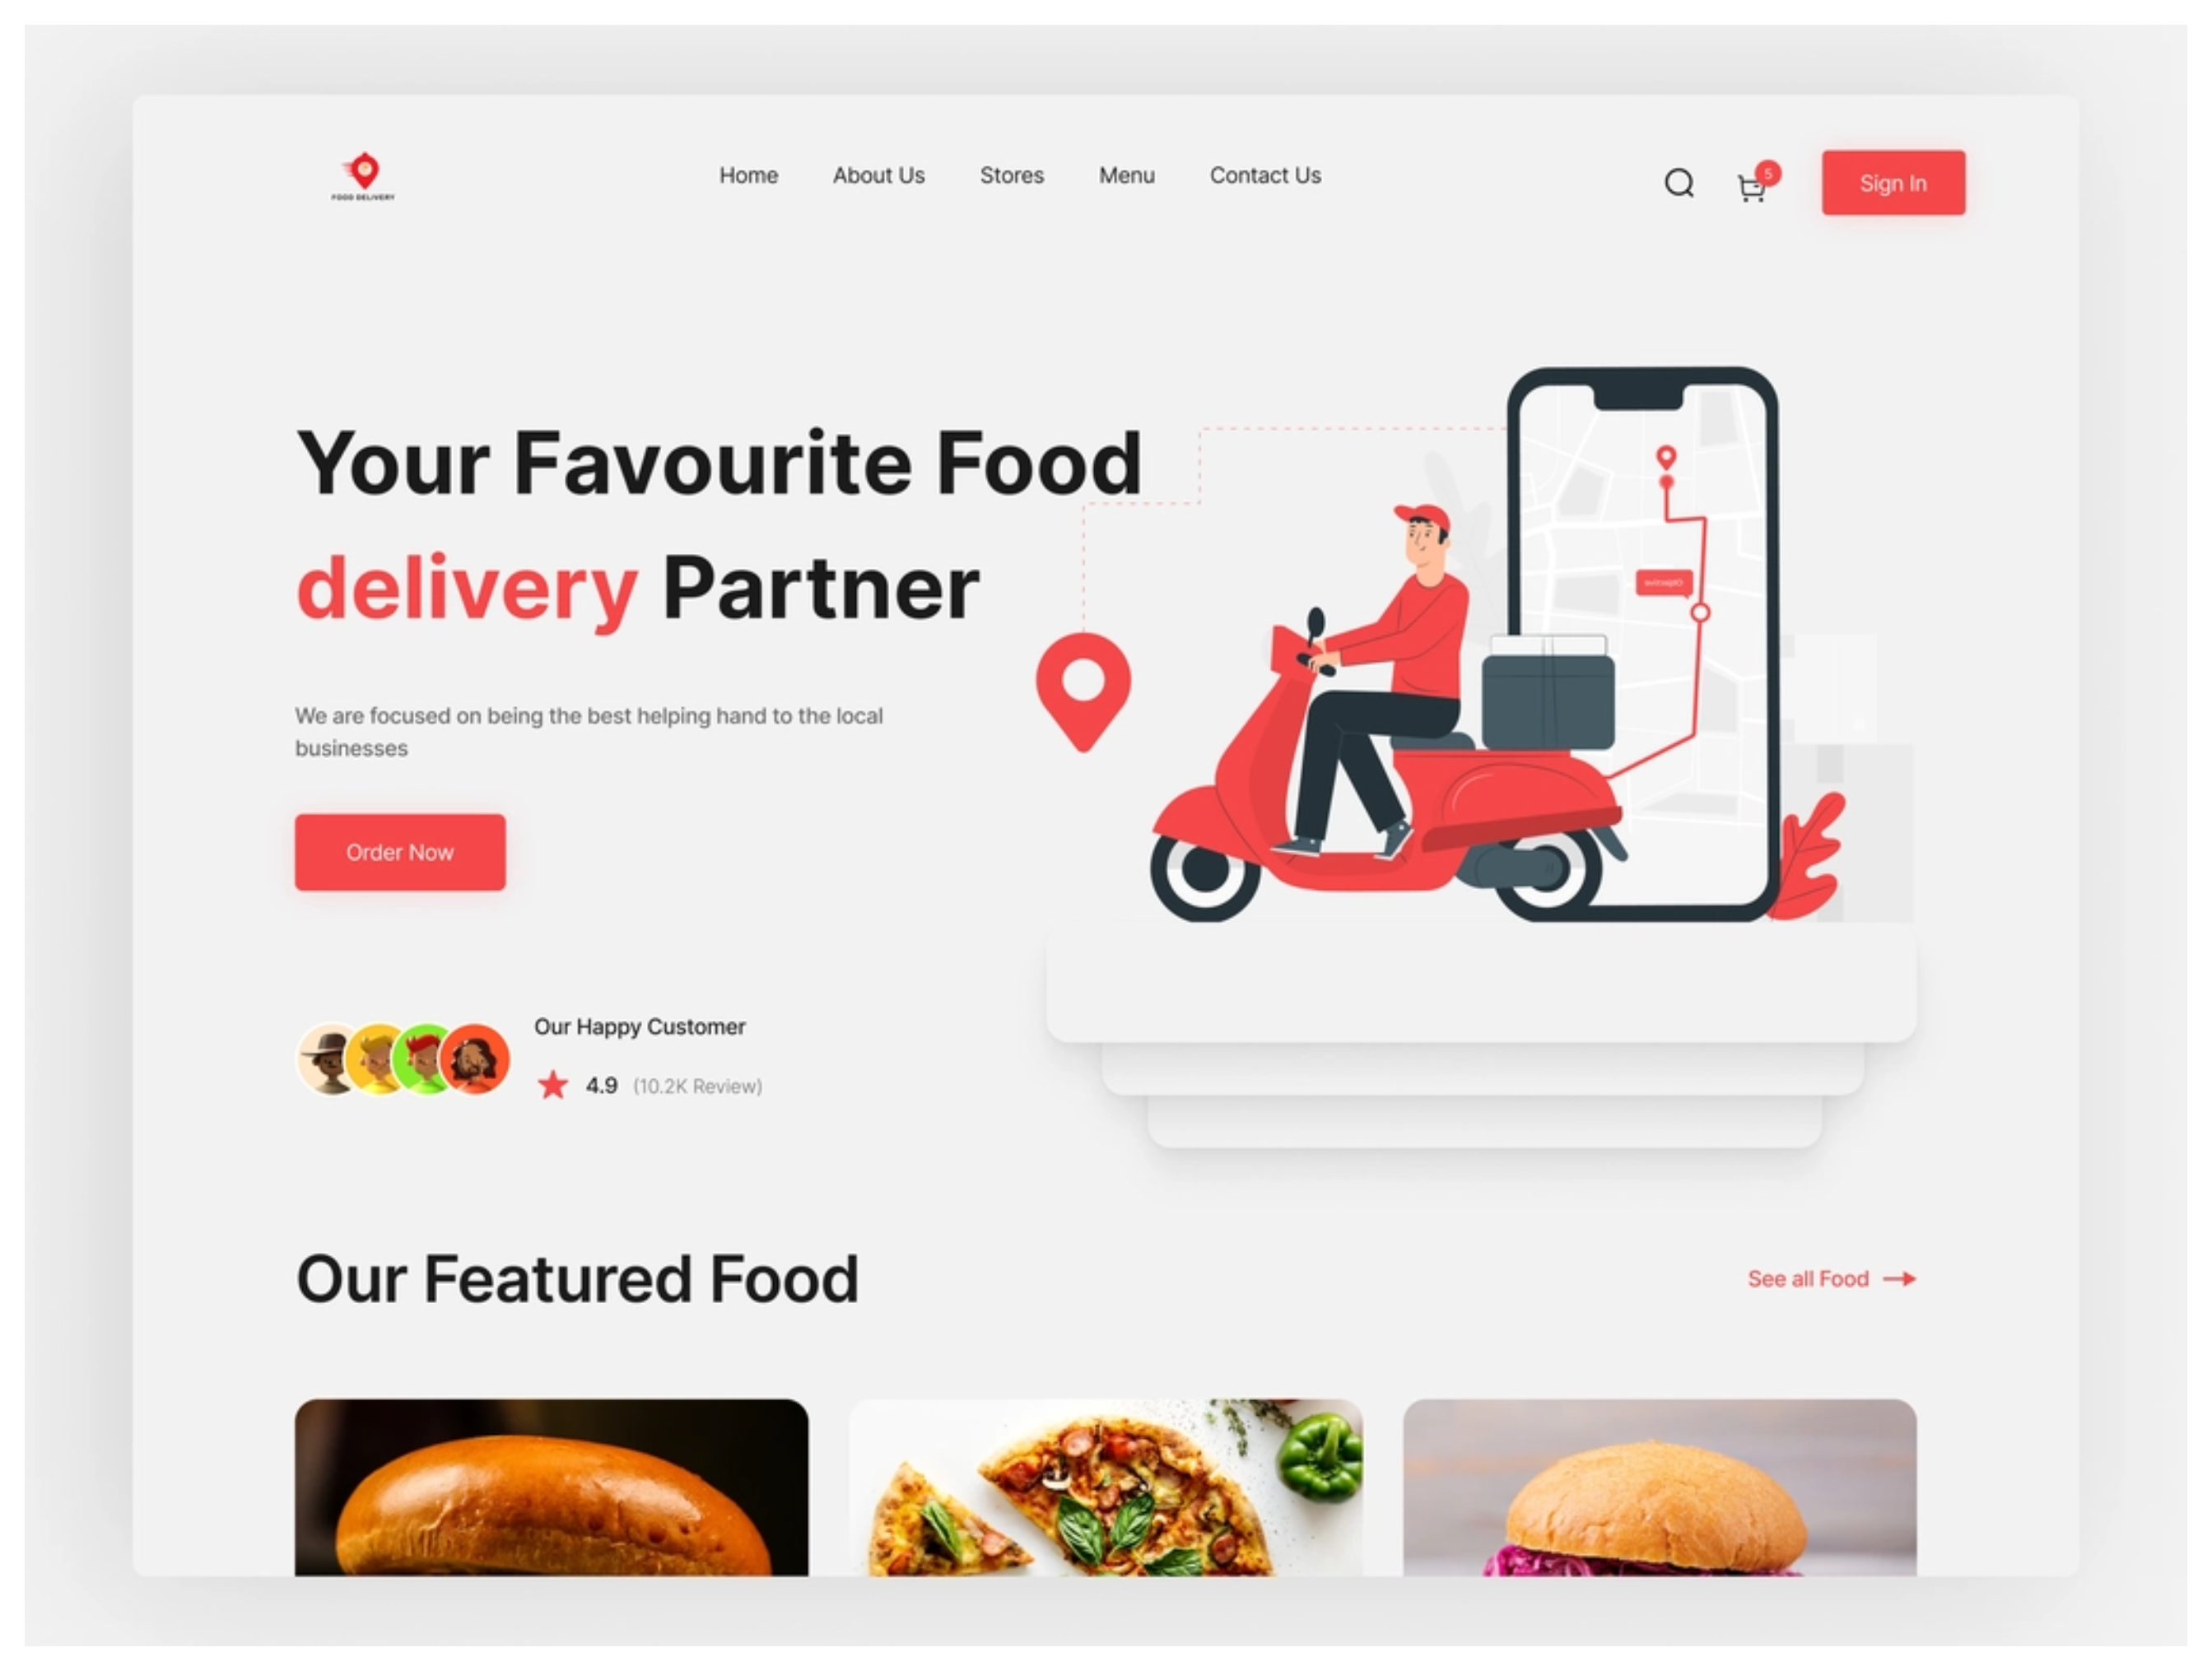 FOOD DELIVERY
Home
About Us
Stores
Menu
Contact Us
5
Sign In
Your Favourite Food
delivery Partner
We are focused on being the best helping hand to the local
businesses
Order Now
Objective
Our Happy Customer
4.9 (10.2K Review)
Our Featured Food
See all Food